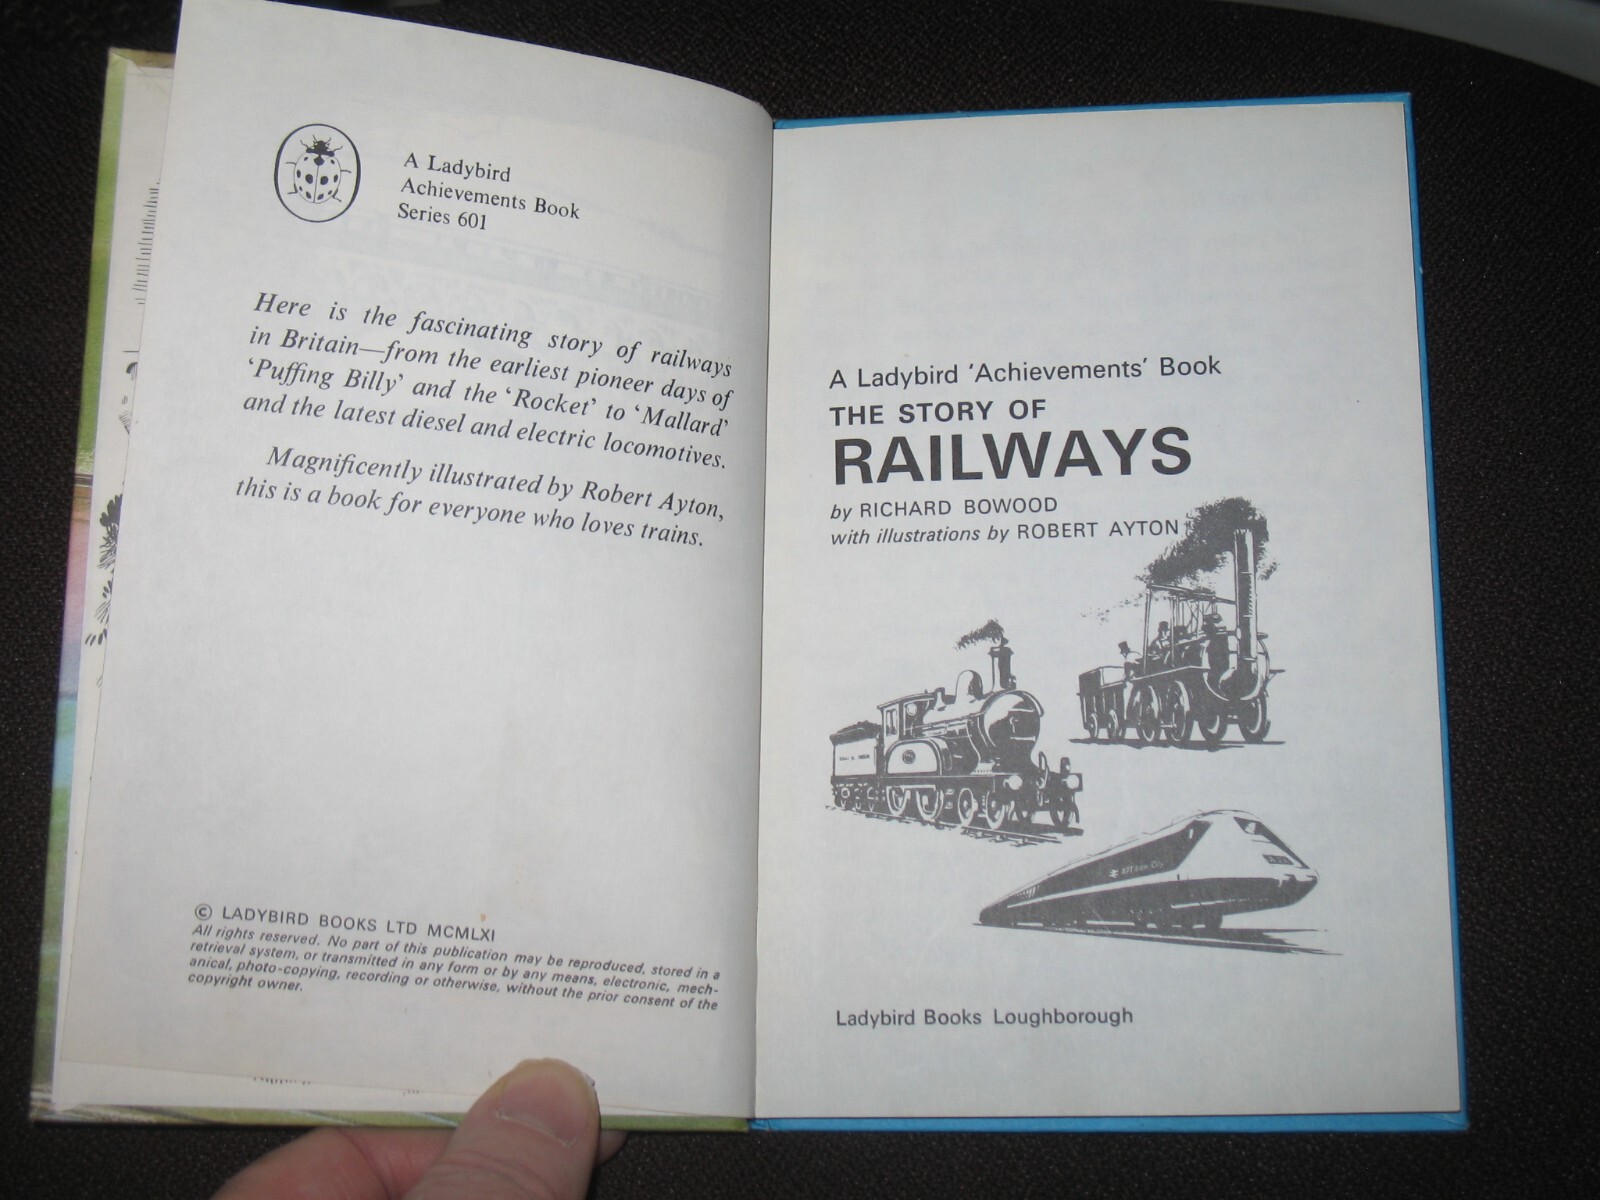 A Ladybird
Achievements Book
Series 601
Here is the fascinating story of railways
in Britain—from the earliest pioneer days of
‘Puffing Billy’ and the ‘Rocket’ to ‘Mallard’
and the latest diesel and electric locomotives.
Magnificently illustrated by Robert Ayton,
this is a book for everyone who loves trains.
© LADYBIRD BOOKS LTD MCMLXI
All rights reserved. No part of this publication may be reproduced, stored in a
retrieval system, or transmitted in any form or by any means, electronic, mech-
anical, photo-copying, recording or otherwise, without the prior consent of the
copyright owner.
A Ladybird ‘Achievements’ Book
THE STORY OF
RAILWAYS
by RICHARD BOWOOD
with illustrations by ROBERT AYTON
Ladybird Books Loughborough